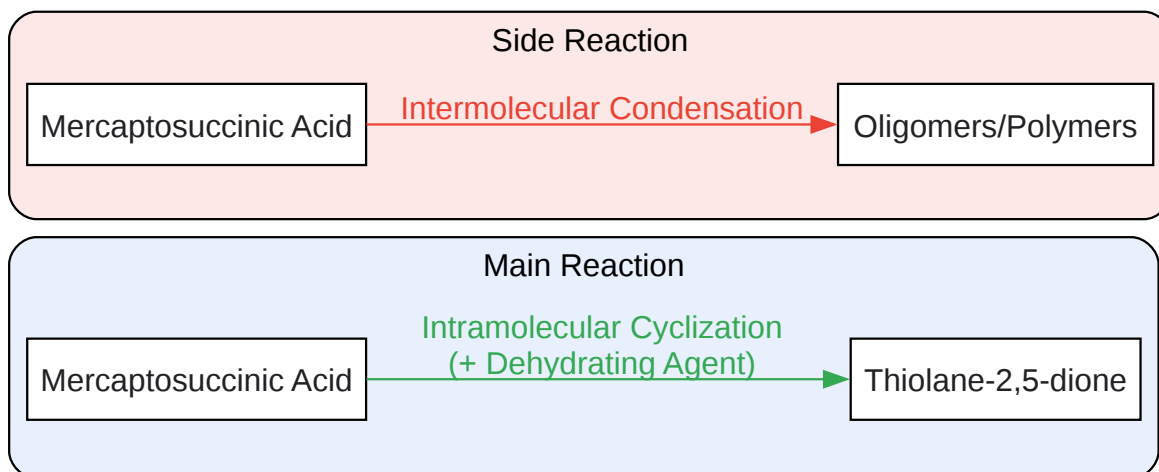 Side Reaction
Mercaptosuccinic Acid
Intermolecular Condensation
Oligomers/Polymers
Main Reaction
Mercaptosuccinic Acid
Intramolecular Cyclization
(+ Dehydrating Agent)
Thiolane-2,5-dione